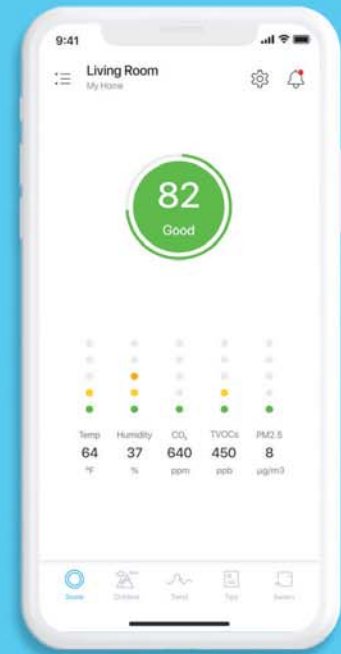 9:41
Living Room
My Home
82
Good
Temp Humidity CO₂ TVOCs PM2.5
64 37 640 450 8
°F % ppm ppb μg/m3
Score Trend Tips